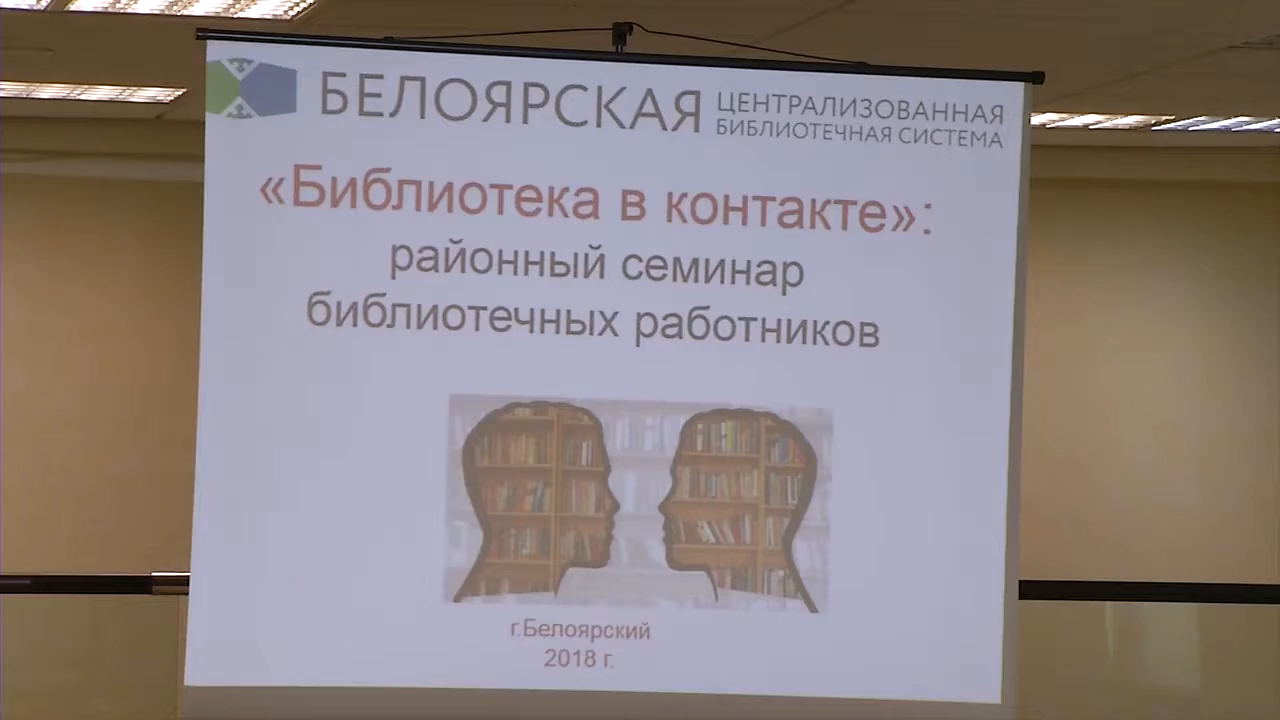 БЕЛОЯРСКАЯ ЦЕНТРАЛИЗОВАННАЯ
БИБЛИОТЕЧНАЯ СИСТЕМА
«Библиотека в контакте»:
районный семинар
библиотечных работников
г.Белоярский
2018 г.